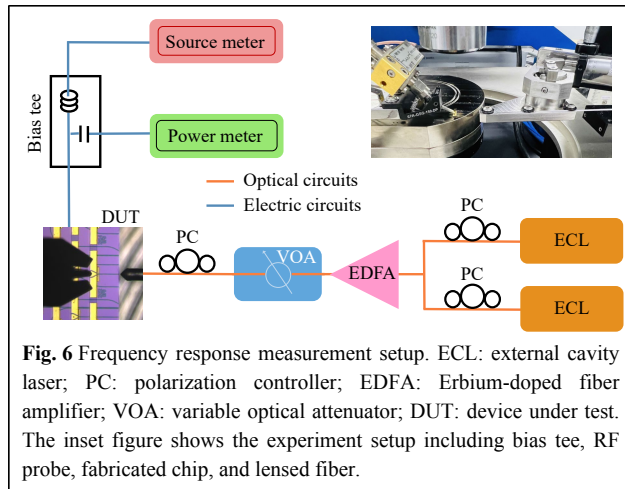 Source meter
Bias tee
Power meter
Optical circuits
Electric circuits
DUT
PC
VOA
EDFA
PC
ECL
PC
ECL
Fig. 6 Frequency response measurement setup. ECL: external cavity
laser; PC: polarization controller; EDFA: Erbium-doped fiber
amplifier; VOA: variable optical attenuator; DUT: device under test.
The inset figure shows the experiment setup including bias tee, RF
probe, fabricated chip, and lensed fiber.